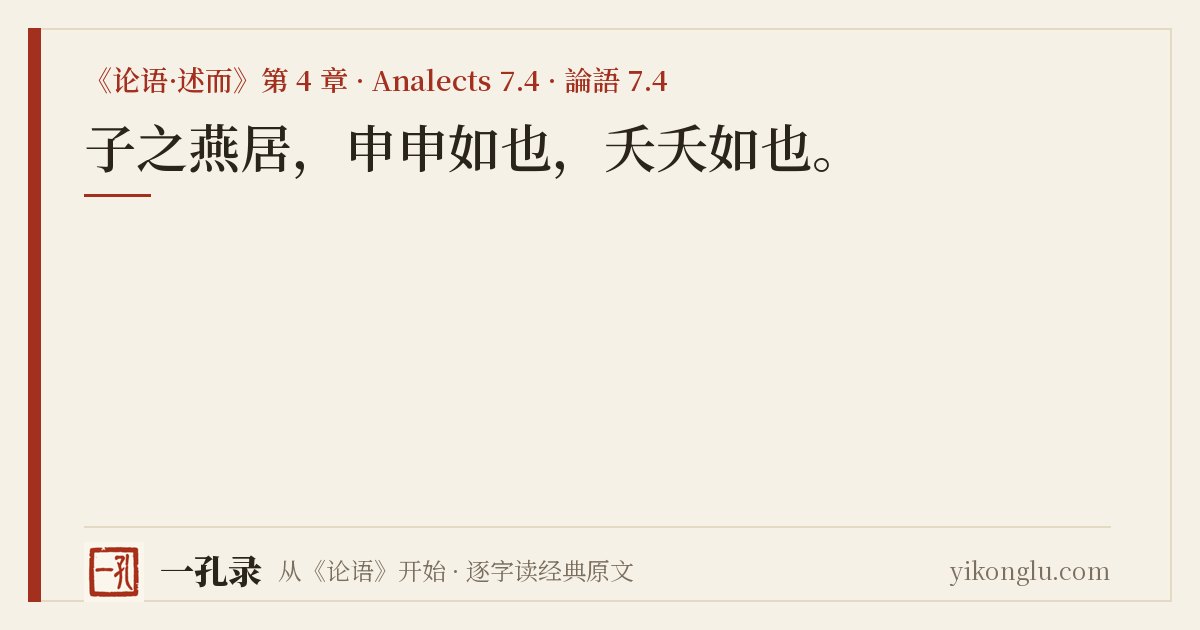 《论语·述而》第 4 章 · Analects 7.4 · 論語 7.4
子之燕居，申申如也，夭夭如也。
一孔
一孔录 从《论语》开始 · 逐字读经典原文 yikonglu.com